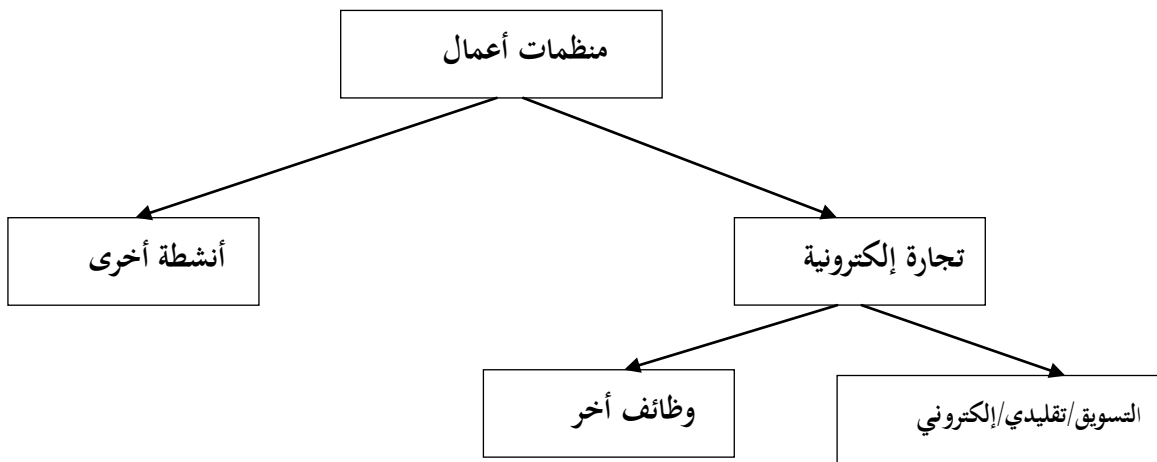 منظمات أعمال
تجارة إلكترونية
أنشطة أخرى
التسويق/تقليدي/إلكتروني
وظائف أخر